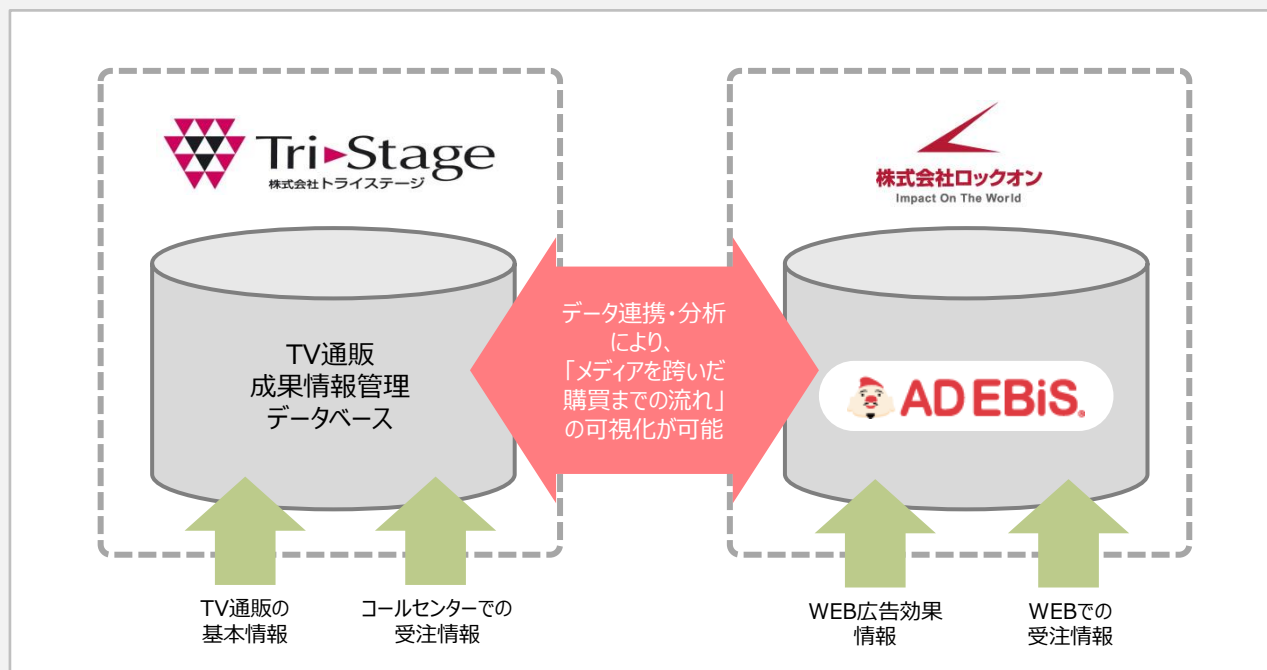 Tri▶Stage
株式会社トライステージ
TV通販
成果情報管理
データベース
TV通販の
基本情報
コールセンターでの
受注情報
データ連携・分析
により、
「メディアを跨いだ
購買までの流れ」
の可視化が可能
株式会社ロックオン
Impact On The World
AD EBiS®
WEB広告効果
情報
WEBでの
受注情報